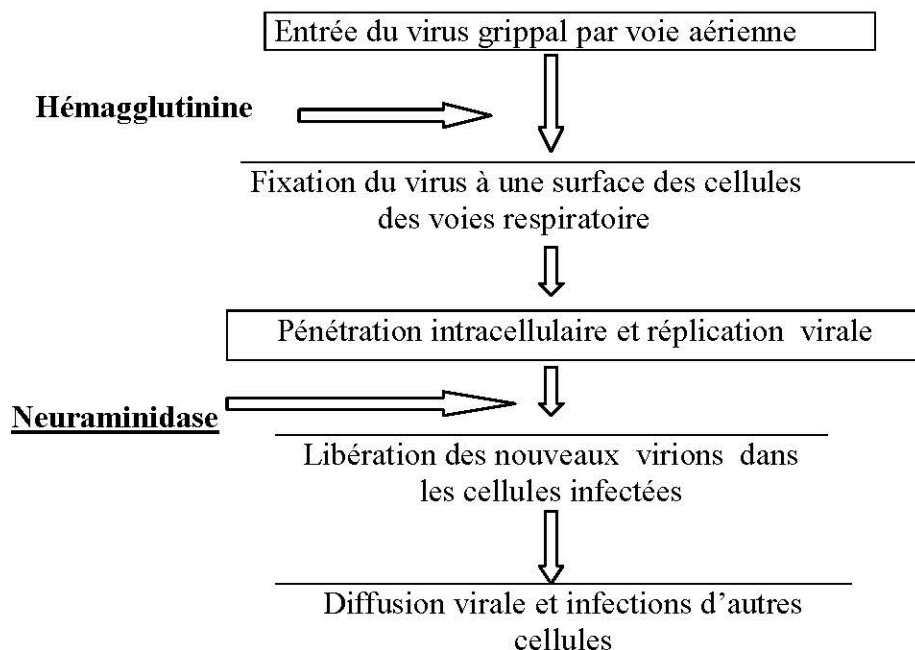 Entrée du virus grippal par voie aérienne
Hémagglutinine
Fixation du virus à une surface des cellules
des voies respiratoire
Pénétration intracellulaire et réplication virale
Neuraminidase
Libération des nouveaux virions dans
les cellules infectées
Diffusion virale et infections d’autres
cellules